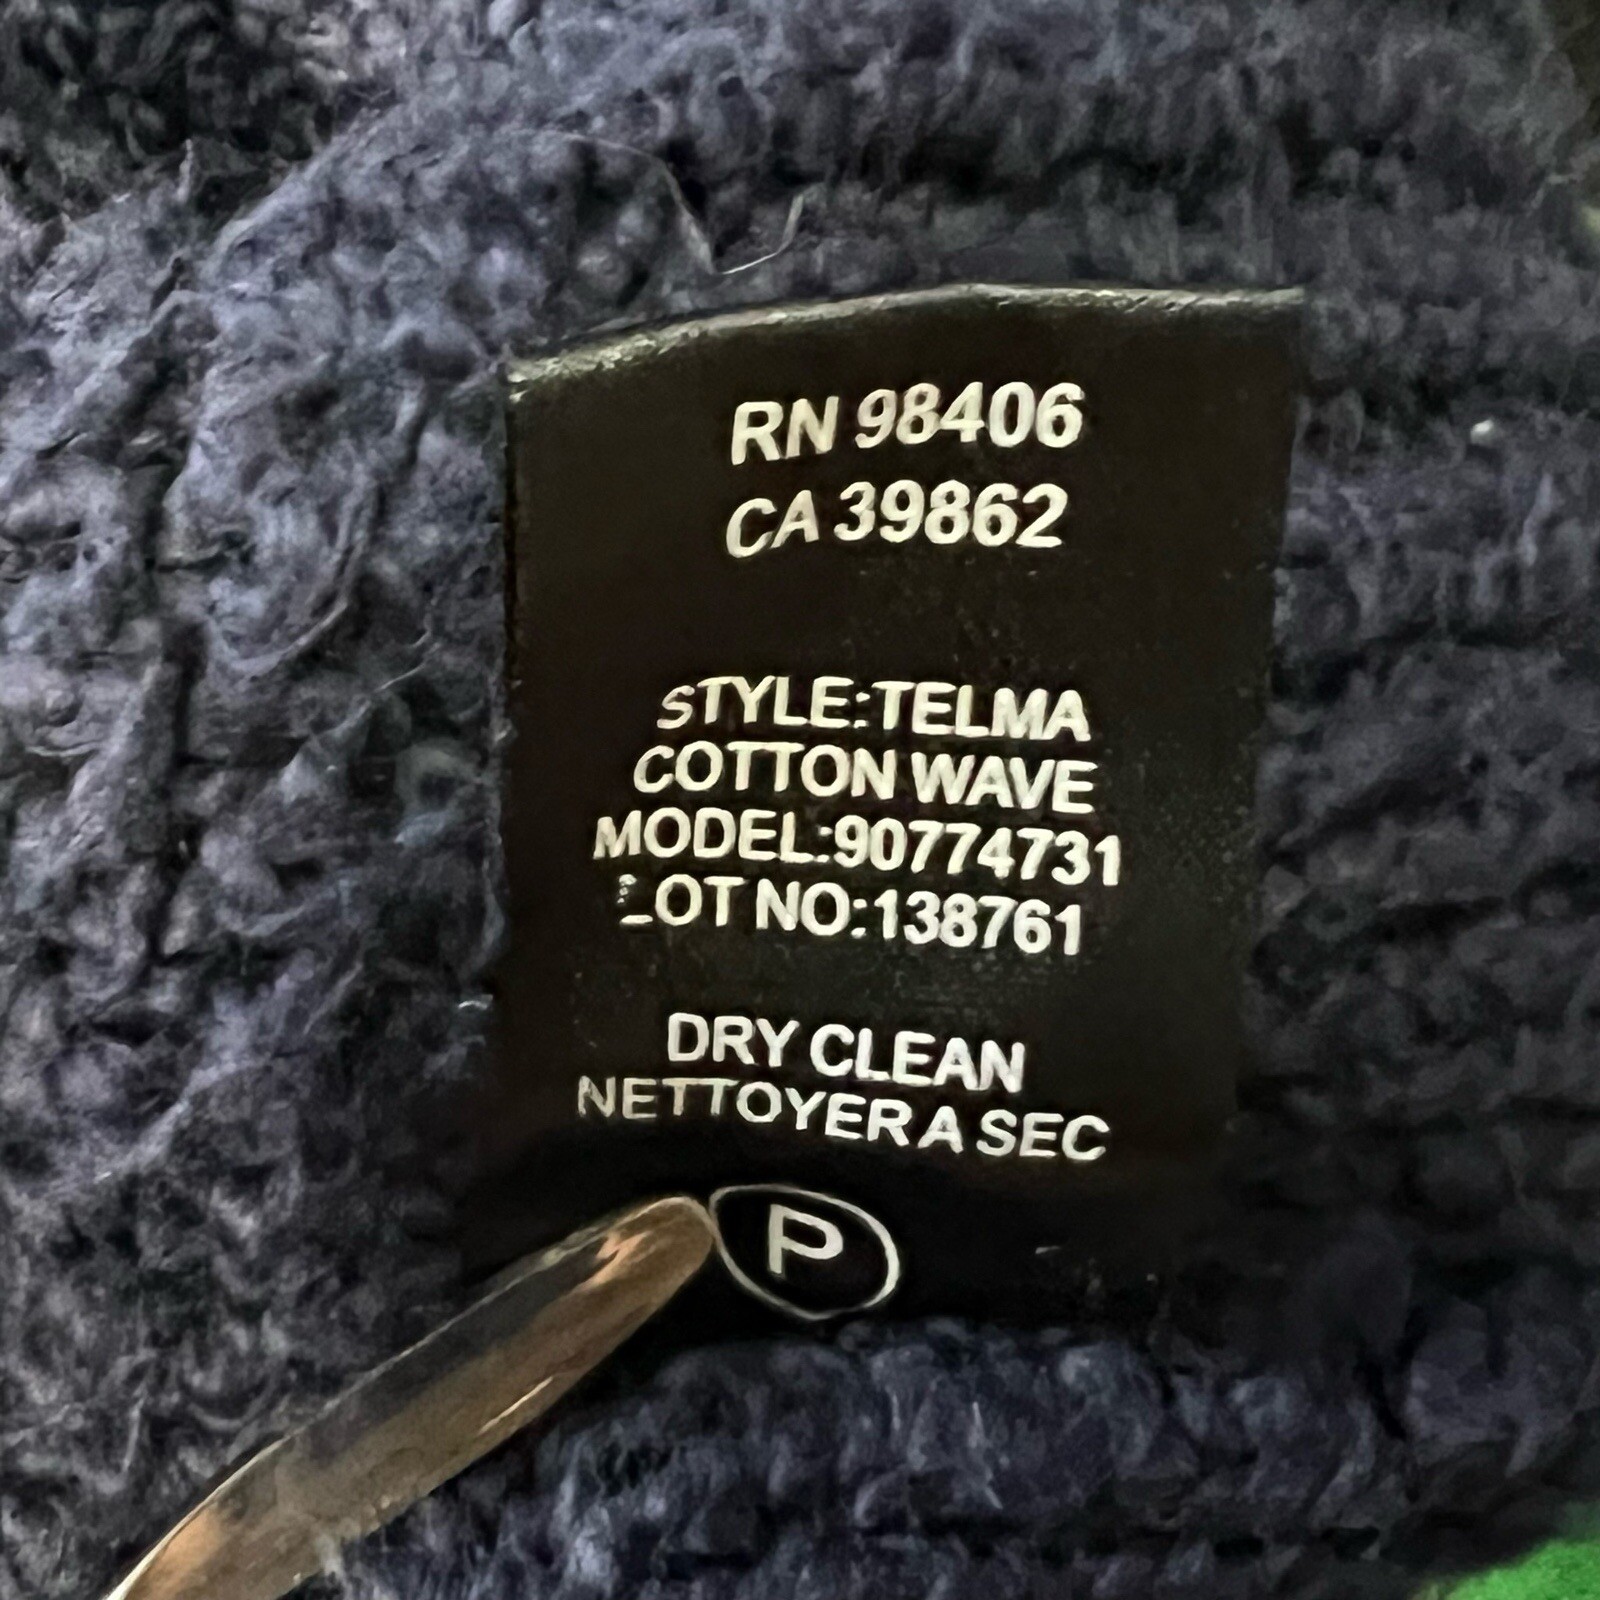 RN 98406
CA 39862
STYLE:TELMA
COTTON WAVE
MODEL:90774731
LOT NO:138761
DRY CLEAN
NETTOYER A SEC
P